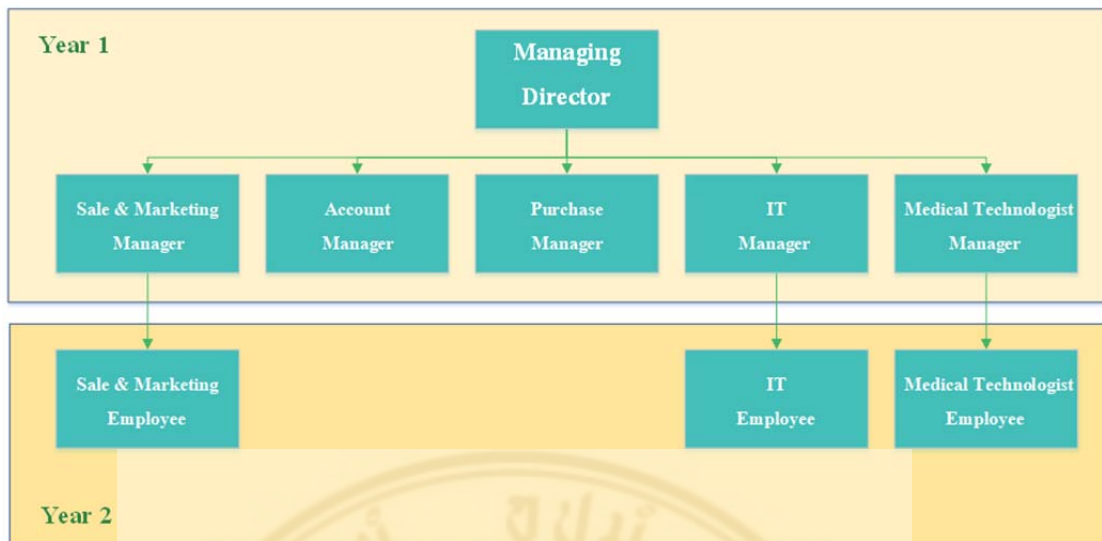 Year 1
Managing
Director
Sale & Marketing
Manager
Account
Manager
Purchase
Manager
IT
Manager
Medical Technologist
Manager
Sale & Marketing
Employee
IT
Employee
Medical Technologist
Employee
Year 2